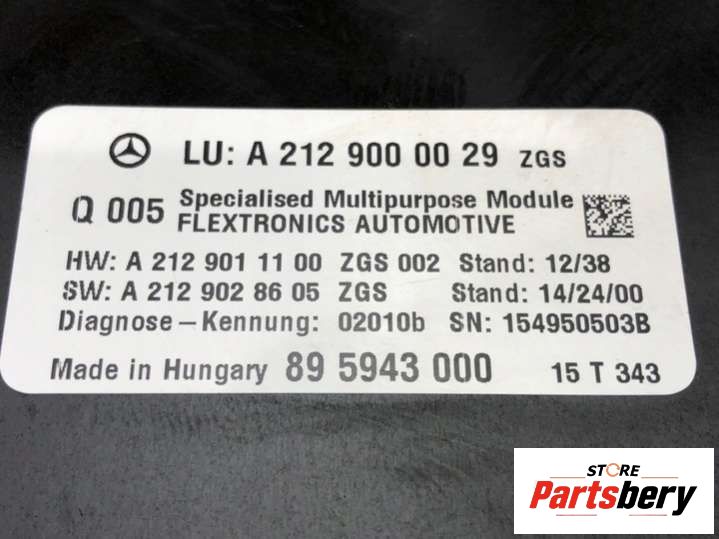 LU: A 212 900 00 29 ZGS
Q 005 Specialised Multipurpose Module
FLEXTRONICS AUTOMOTIVE
HW: A 212 901 11 00 ZGS 002 Stand: 12/38
SW: A 212 902 86 05 ZGS Stand: 14/24/00
Diagnose – Kennung: 02010b SN: 154950503B
Made in Hungary 89 5943 000 15 T 343
STORE
Partsbery